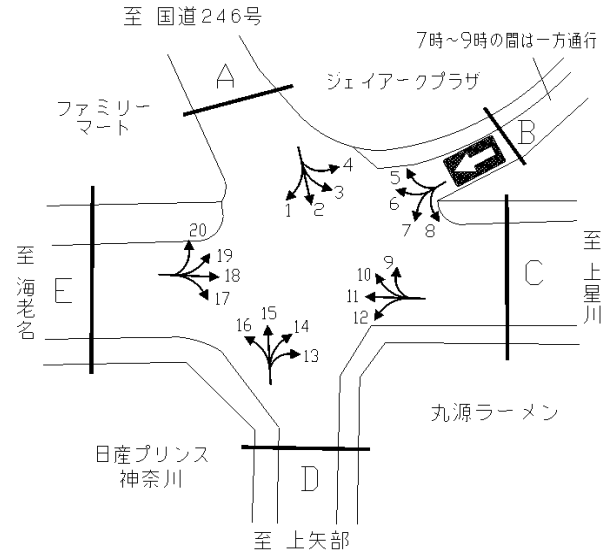 至 国道246号
7時～9時の間は一方通行
A
ジェイアークプラザ
ファミリー
マート
B
4
3
2
1
5
6
7
8
20
19
18
17
至 海老名
E
9
10
11
12
C
至 上星川
16
15
14
13
丸源ラーメン
日産プリンス
神奈川
D
至 上矢部